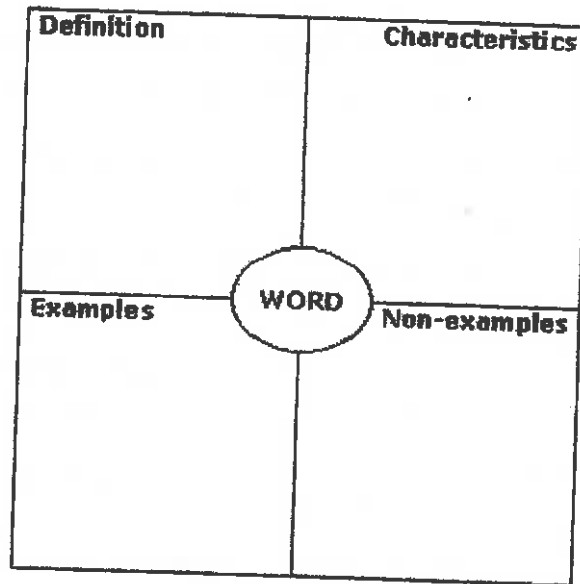 Definition
Characteristics
WORD
Examples
Non-examples